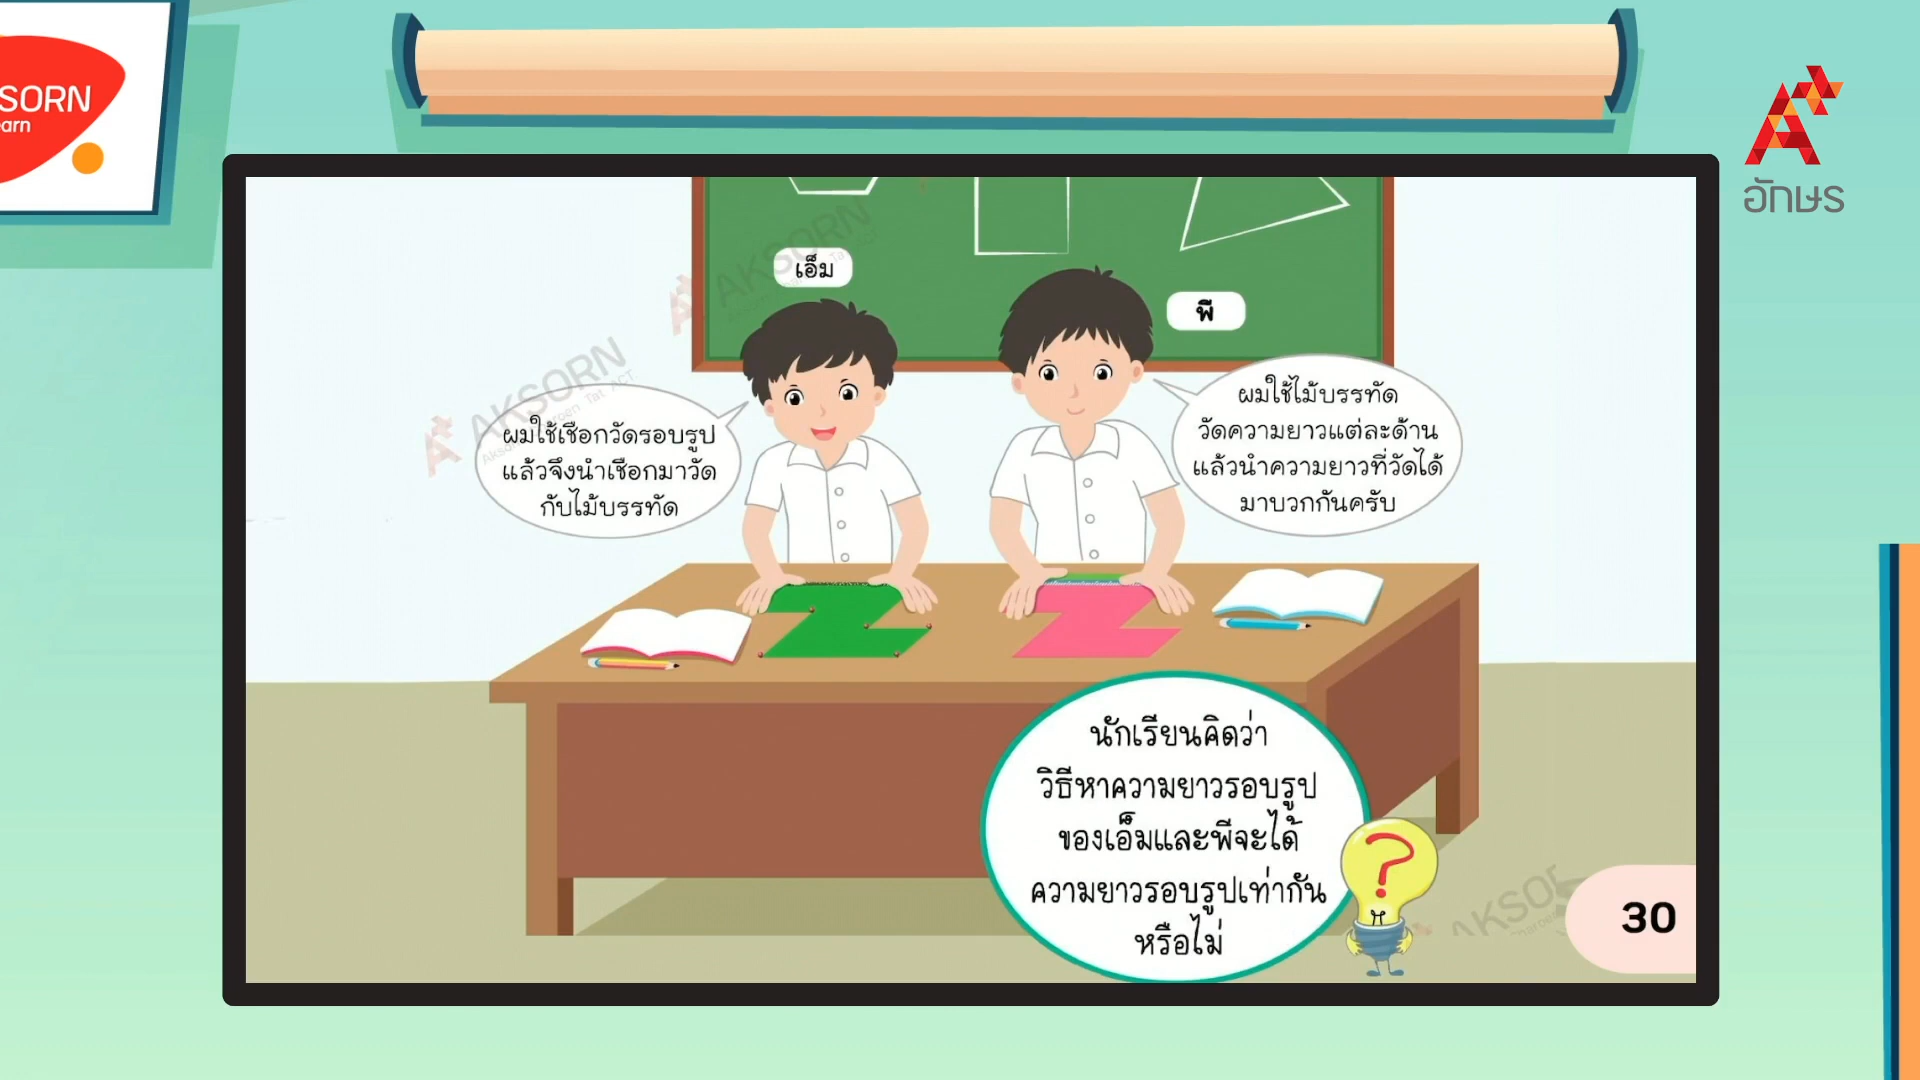 SORN
earn
อักษร
เอ็ม
พี
ผมใช้เชือกวัดรอบรูป
แล้วจึงนำเชือกมาวัด
กับไม้บรรทัด
ผมใช้ไม้บรรทัด
วัดความยาวแต่ละด้าน
แล้วนำความยาวที่วัดได้
มาบวกกันครับ
นักเรียนคิดว่า
วิธีหาความยาวรอบรูป
ของเอ็มและพีจะได้
ความยาวรอบรูปเท่ากัน
หรือไม่
?
30
AKSORN
AKSORN
AKSOR